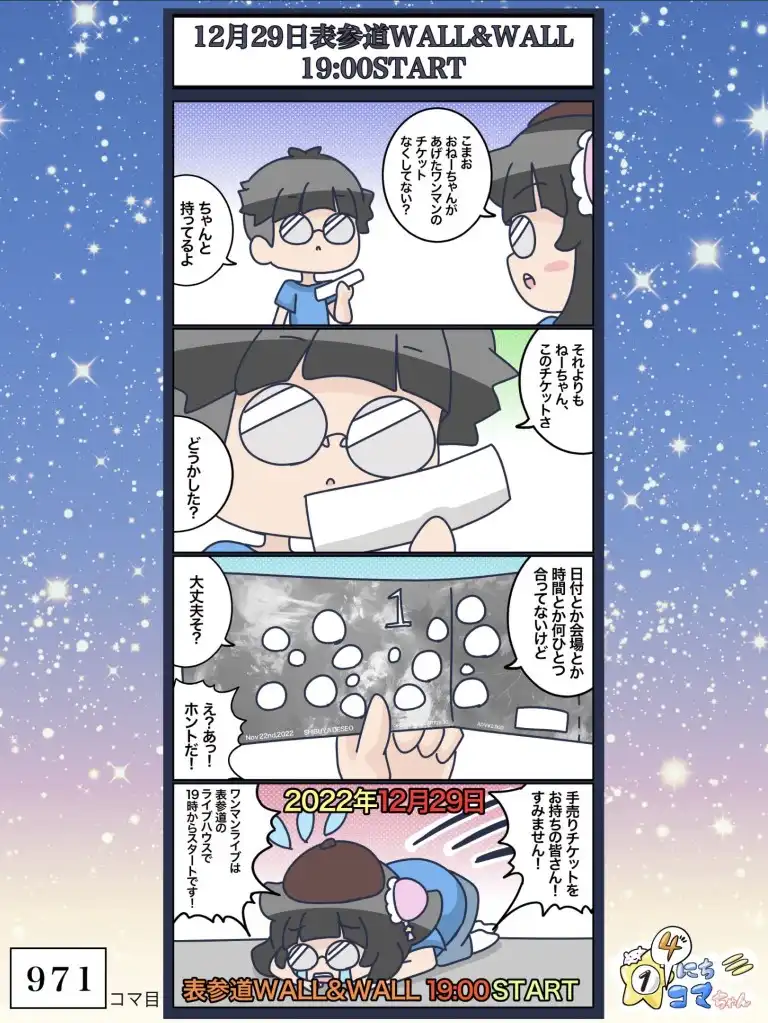 12月29日表参道WALL&WALL
19:00START
こまお
おねーちゃんが
あげたワンマンの
チケット
なくしてない？
ちゃんと
持ってるよ
それよりも
ねーちゃん、
このチケットさ
どうかした？
日付とか会場とか
時間とか何ひとつ
合ってないけど
大丈夫そ？
1
Nov.22nd,2022
SHIBUYA DESEO
え？あっ！
ホントだ！
2022年12月29日
手売りチケットを
お持ちの皆さん！
すみません！
ワンマンライブは
表参道の
ライブハウスで
19時からスタートです！
表参道WALL&WALL 19:00START
971
コマ目
1
4
にち
コマちゃん